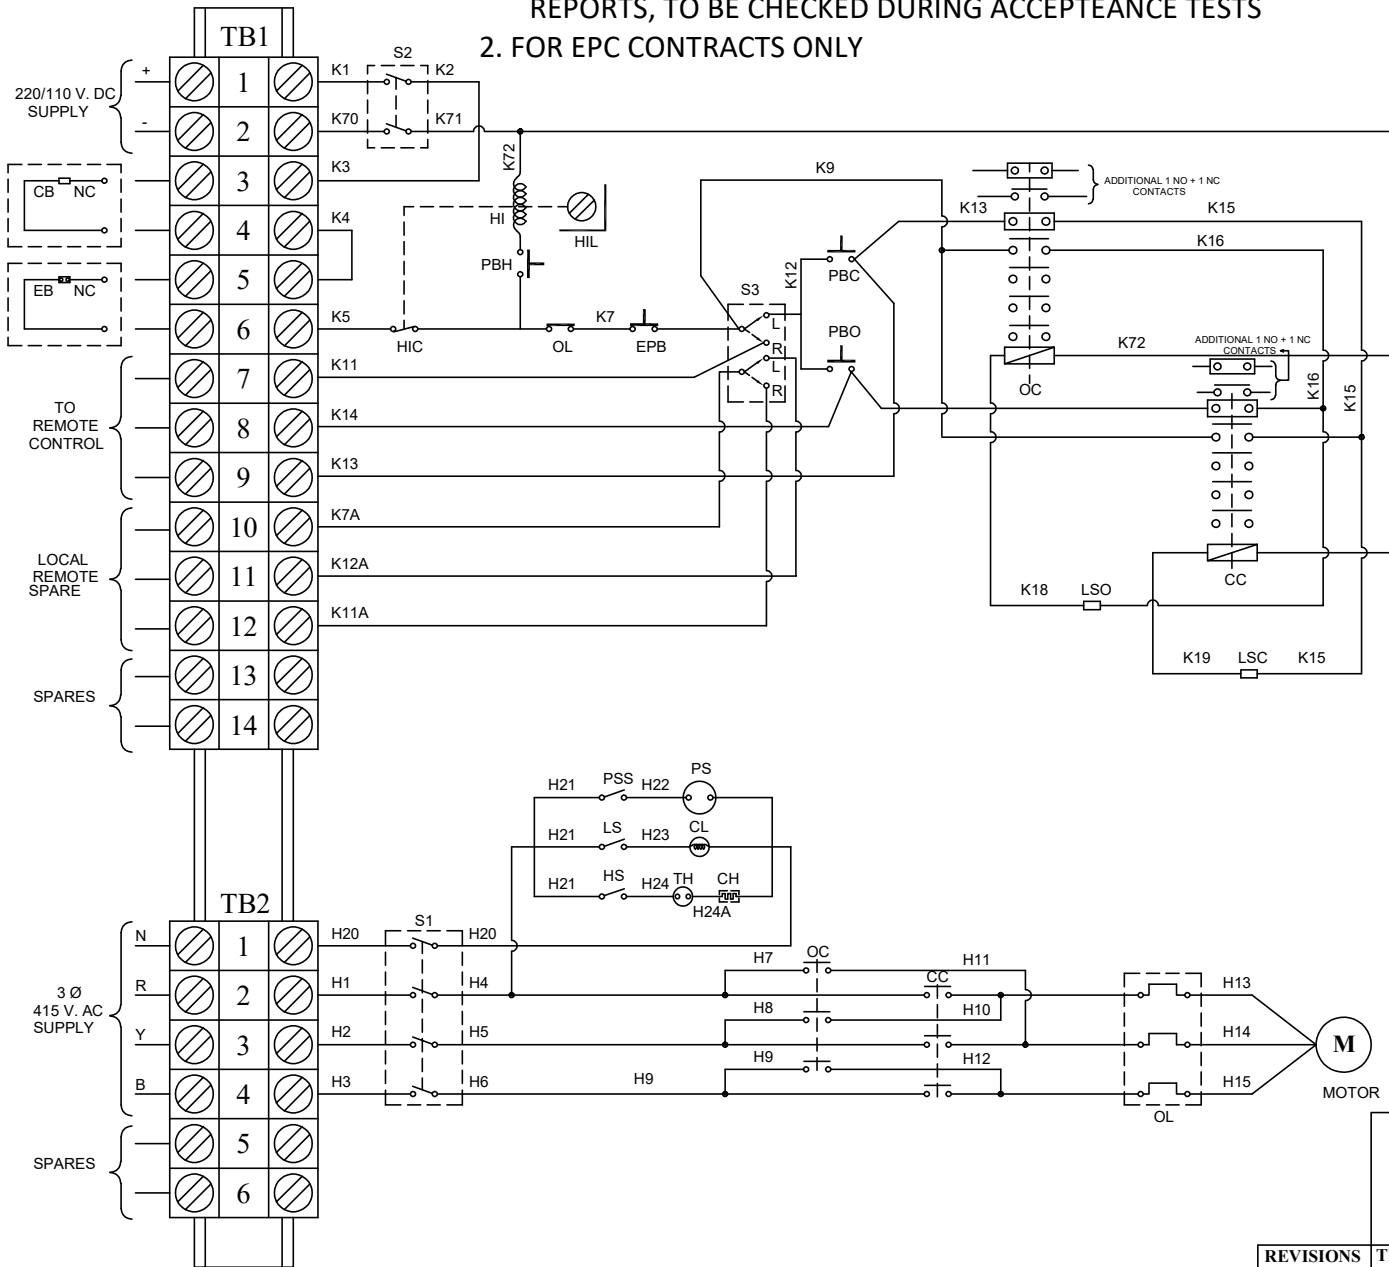 REPORTS, TO BE CHECKED DURING ACCEPTEANCE TESTS
2. FOR EPC CONTRACTS ONLY
TB1
220/110 V. DC
SUPPLY
+
-
1
2
3
4
5
6
7
8
9
10
11
12
13
14
CB NC
EB NC
TO
REMOTE
CONTROL
LOCAL
REMOTE
SPARE
SPARES
K1
S2
K2
K70
K71
K3
K4
K5
K11
K14
K13
K7A
K12A
K11A
K72
HI
HIL
PBH
HIC
OL
K7
EPB
S3
L
R
L
R
K9
K12
PBC
PBO
K13
K15
K16
ADDITIONAL 1 NO + 1 NC
CONTACTS
OC
K72
ADDITIONAL 1 NO + 1 NC
CONTACTS
K16
K15
CC
K18
LSO
K19
LSC
K15
H21
PSS
H22
PS
H21
LS
H23
CL
H21
HS
H24
TH
CH
H24A
TB2
3 Ø
415 V. AC
SUPPLY
N
R
Y
B
SPARES
1
2
3
4
5
6
H20
S1
H20
H1
H4
H2
H5
H3
H6
H9
H7
OC
H11
CC
H8
H10
H9
H12
H13
H14
H15
OL
M
MOTOR
REVISIONS
T